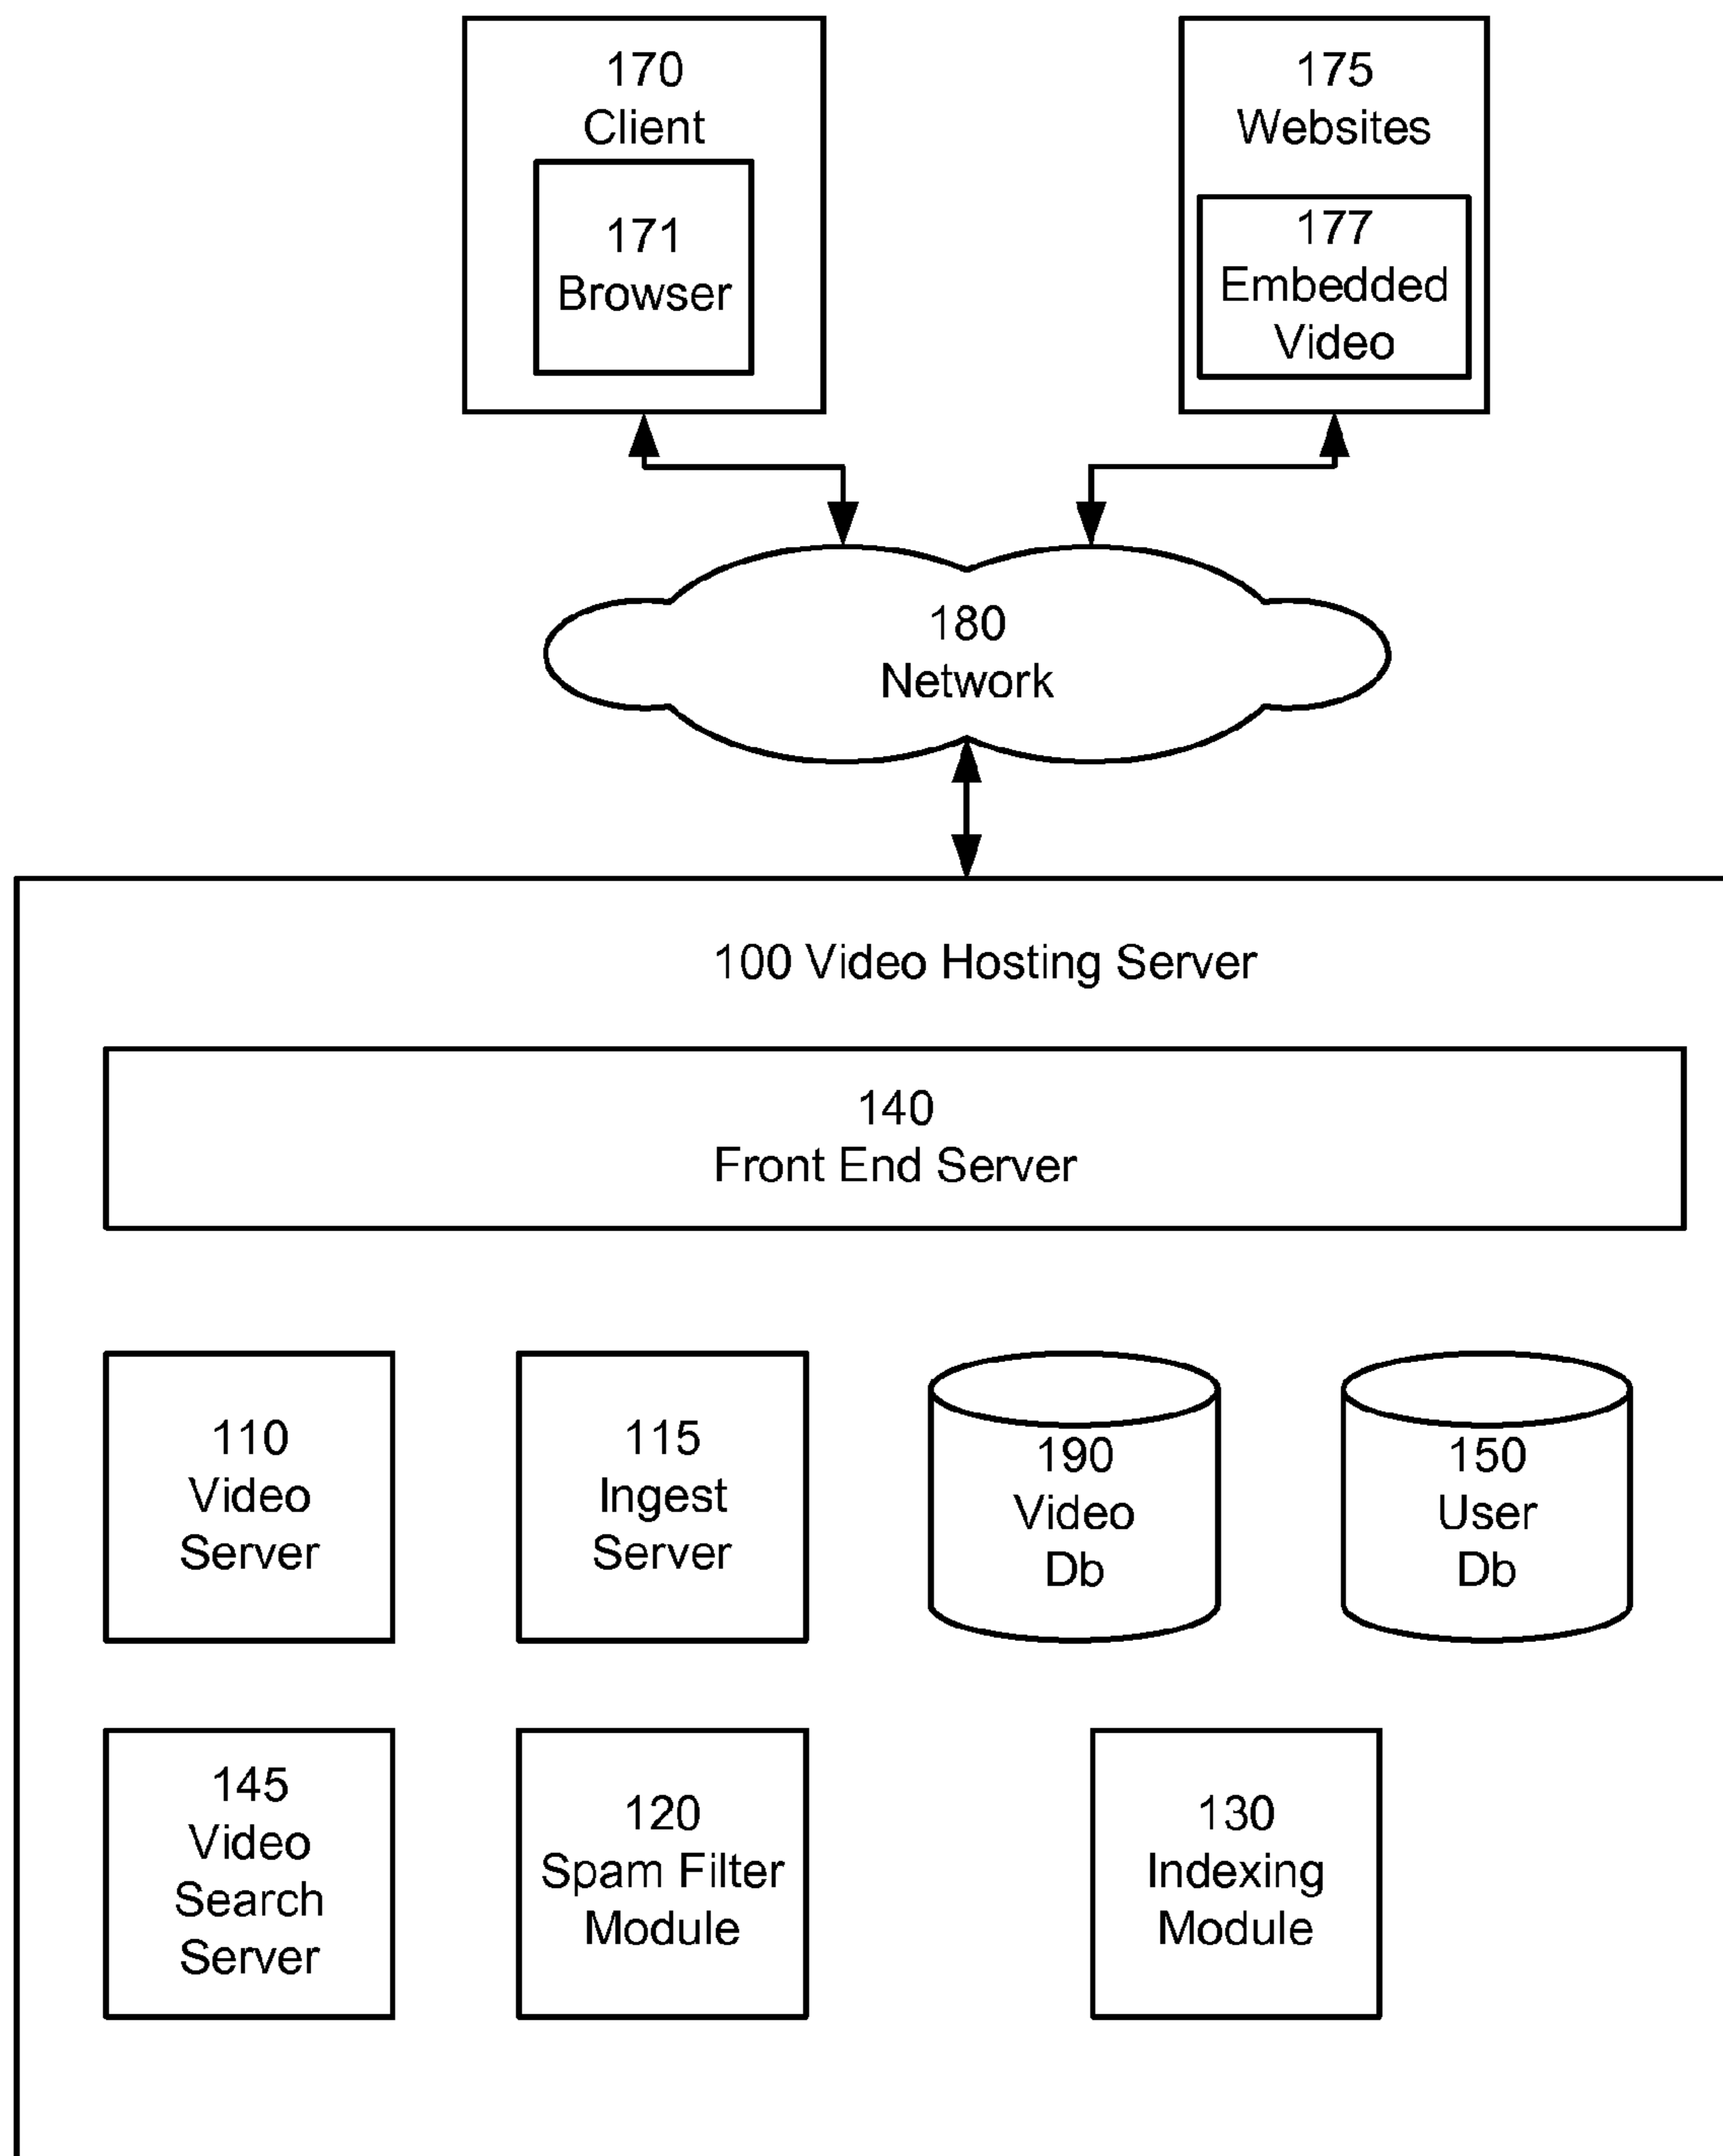 170
Client
171
Browser
175
Websites
177
Embedded
Video
180
Network
100 Video Hosting Server
140
Front End Server
110
Video
Server
115
Ingest
Server
190
Video
Db
150
User
Db
145
Video
Search
Server
120
Spam Filter
Module
130
Indexing
Module